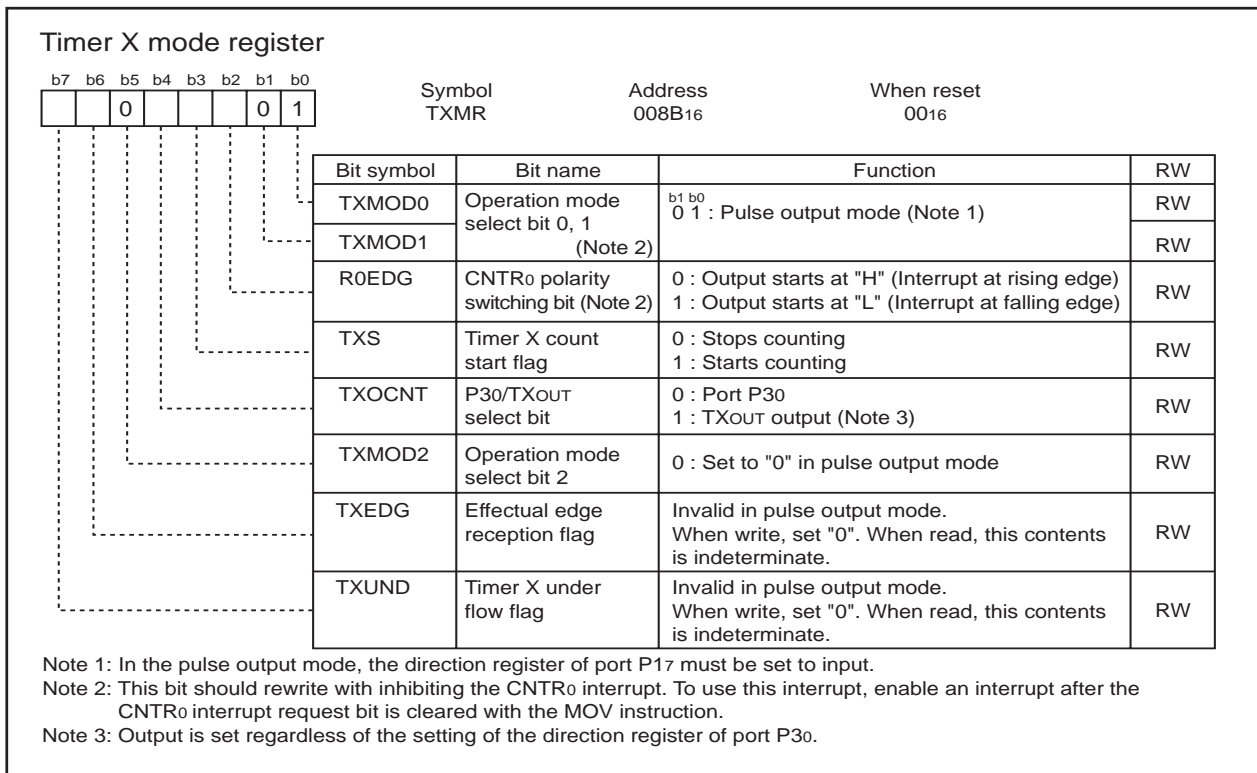 Timer X mode register
b7 b6 b5 b4 b3 b2 b1 b0
0 0 1
Symbol Address When reset
TXMR 008B16 0016
Bit symbol Bit name Function RW
TXMOD0 Operation mode select bit 0, 1 (Note 2) b1 b0 0 1 : Pulse output mode (Note 1) RW
TXMOD1 RW
R0EDG CNTR0 polarity switching bit (Note 2) 0 : Output starts at "H" (Interrupt at rising edge) RW
1 : Output starts at "L" (Interrupt at falling edge)
TXS Timer X count start flag 0 : Stops counting RW
1 : Starts counting
TXOCNT P30/TXOUT select bit 0 : Port P30 RW
1 : TXOUT output (Note 3)
TXMOD2 Operation mode select bit 2 0 : Set to "0" in pulse output mode RW
TXEDG Effectual edge reception flag Invalid in pulse output mode. RW
When write, set "0". When read, this contents
is indeterminate.
TXUND Timer X under flow flag Invalid in pulse output mode. RW
When write, set "0". When read, this contents
is indeterminate.
Note 1: In the pulse output mode, the direction register of port P17 must be set to input.
Note 2: This bit should rewrite with inhibiting the CNTR0 interrupt. To use this interrupt, enable an interrupt after the
CNTR0 interrupt request bit is cleared with the MOV instruction.
Note 3: Output is set regardless of the setting of the direction register of port P30.